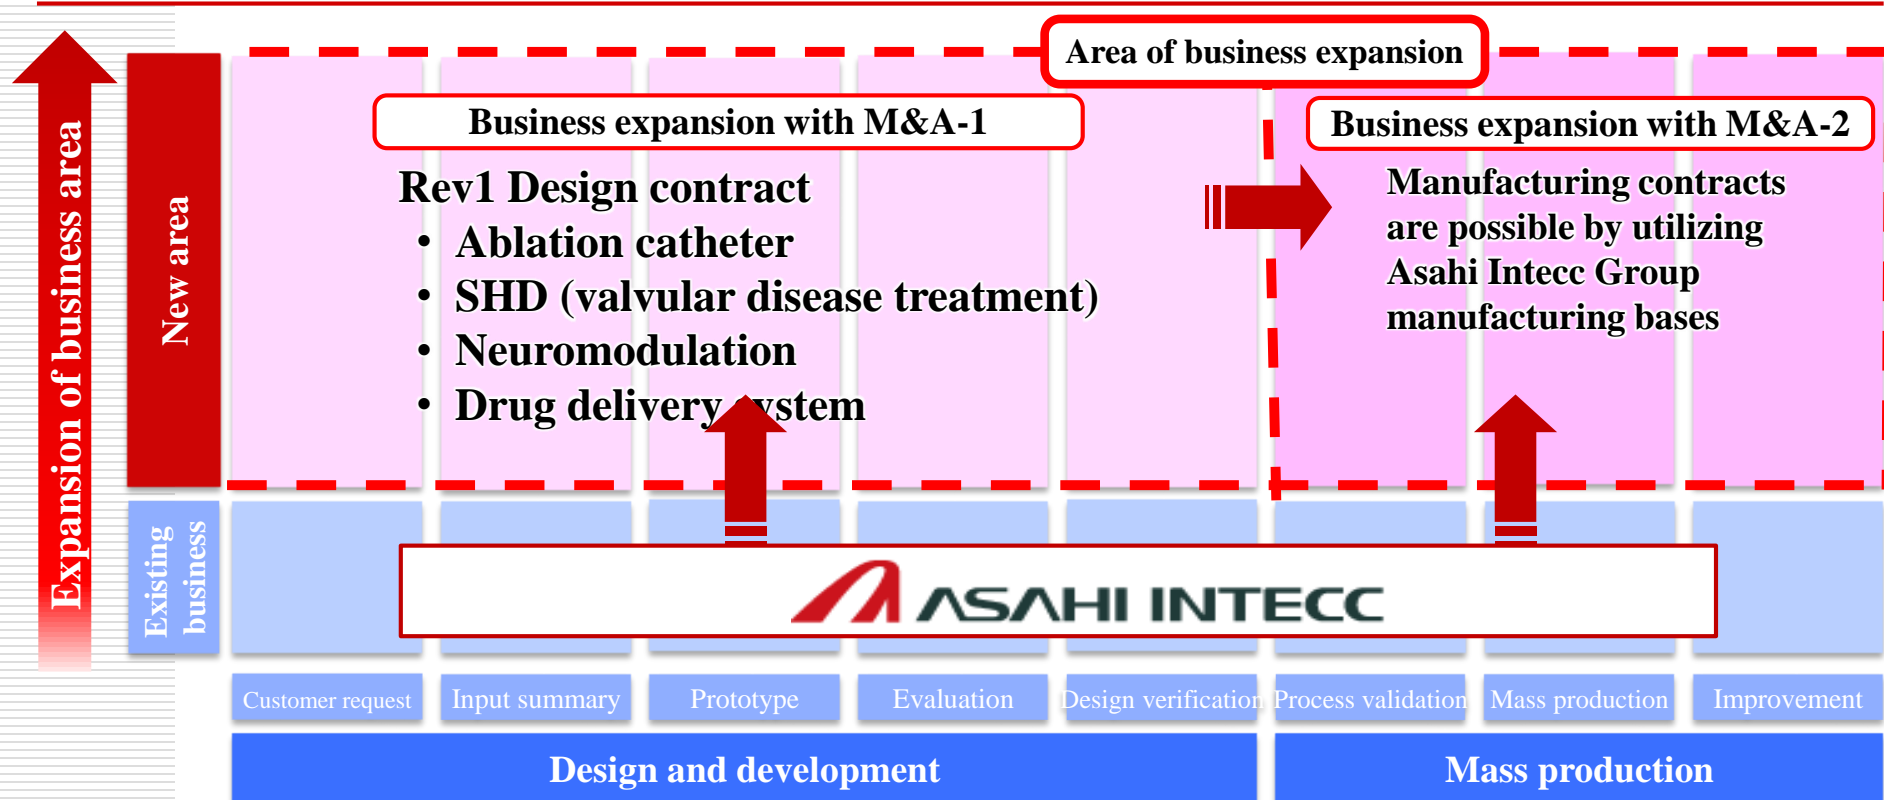 Area of business expansion
Expansion of business area
New area
Business expansion with M&A-1
Rev1 Design contract
• Ablation catheter
• SHD (valvular disease treatment)
• Neuromodulation
• Drug delivery system
Business expansion with M&A-2
Manufacturing contracts
are possible by utilizing
Asahi Intecc Group
manufacturing bases
Existing
business
ASAHI INTECC
Customer request
Input summary
Prototype
Evaluation
Design verification
Process validation
Mass production
Improvement
Design and development
Mass production